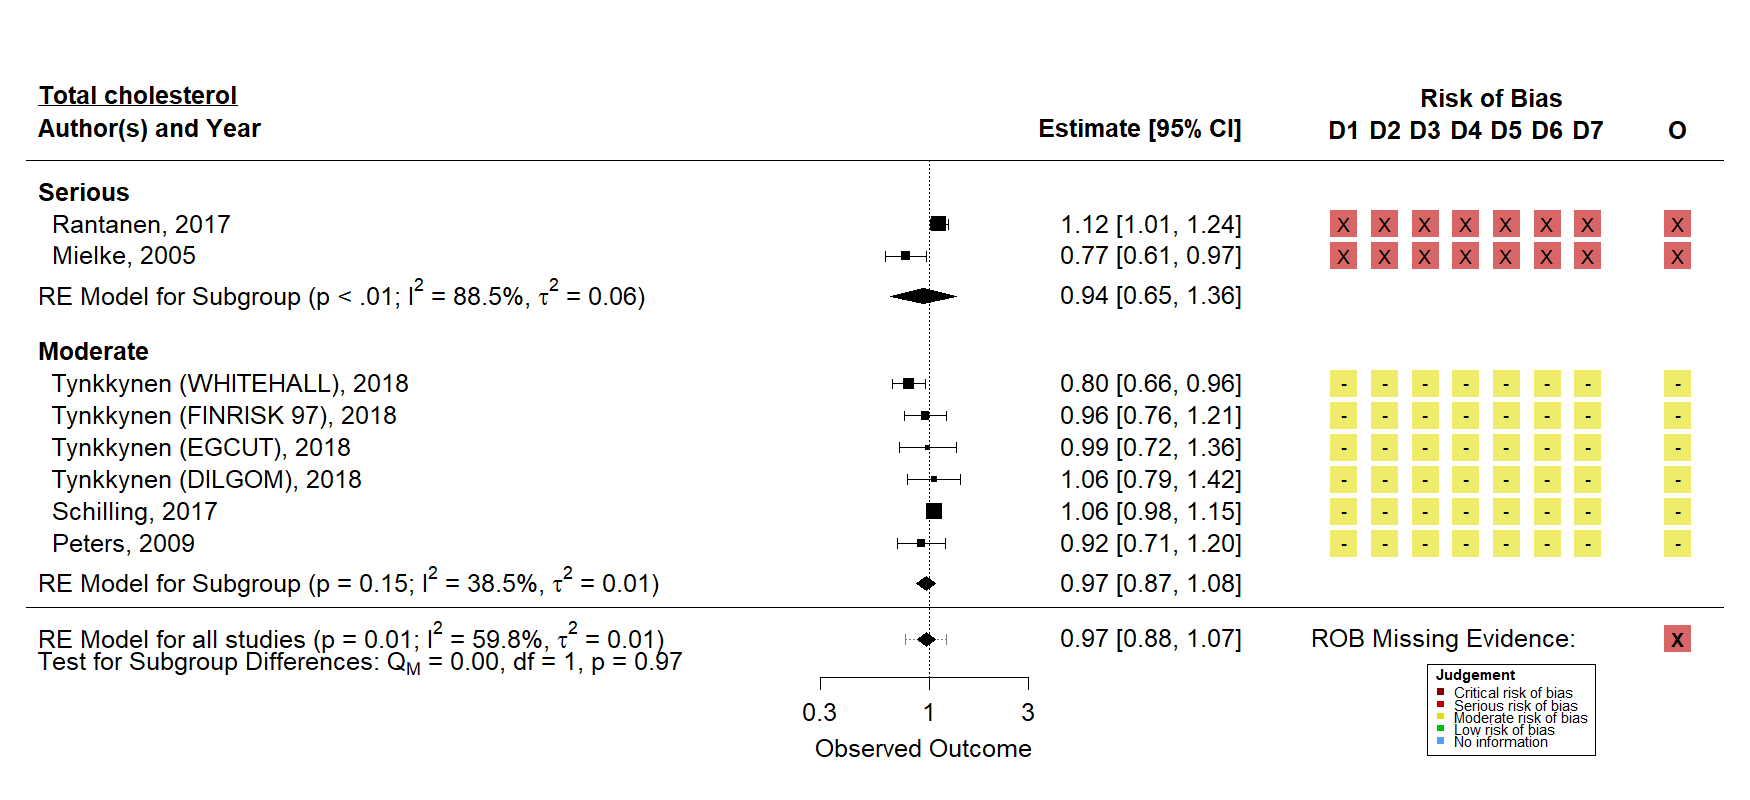 Total cholesterol
Risk of Bias
Author(s) and Year Estimate [95% CI] D1 D2 D3 D4 D5 D6 D7 O
Serious
Rantanen, 2017 1.12 [1.01, 1.24] X X X X X X X X
Mielke, 2005 0.77 [0.61, 0.97] X X X X X X X X
RE Model for Subgroup (p < .01; I² = 88.5%, τ² = 0.06) 0.94 [0.65, 1.36]
Moderate
Tynkkynen (WHITEHALL), 2018 0.80 [0.66, 0.96] - - - - - - - -
Tynkkynen (FINRISK 97), 2018 0.96 [0.76, 1.21] - - - - - - - -
Tynkkynen (EGCUT), 2018 0.99 [0.72, 1.36] - - - - - - - -
Tynkkynen (DILGOM), 2018 1.06 [0.79, 1.42] - - - - - - - -
Schilling, 2017 1.06 [0.98, 1.15] - - - - - - - -
Peters, 2009 0.92 [0.71, 1.20] - - - - - - - -
RE Model for Subgroup (p = 0.15; I² = 38.5%, τ² = 0.01) 0.97 [0.87, 1.08]
RE Model for all studies (p = 0.01; I² = 59.8%, τ² = 0.01) 0.97 [0.88, 1.07] ROB Missing Evidence: X
Test for Subgroup Differences: Q_M = 0.00, df = 1, p = 0.97
0.3 1 3
Observed Outcome
Judgement
Critical risk of bias
Serious risk of bias
Moderate risk of bias
Low risk of bias
No information